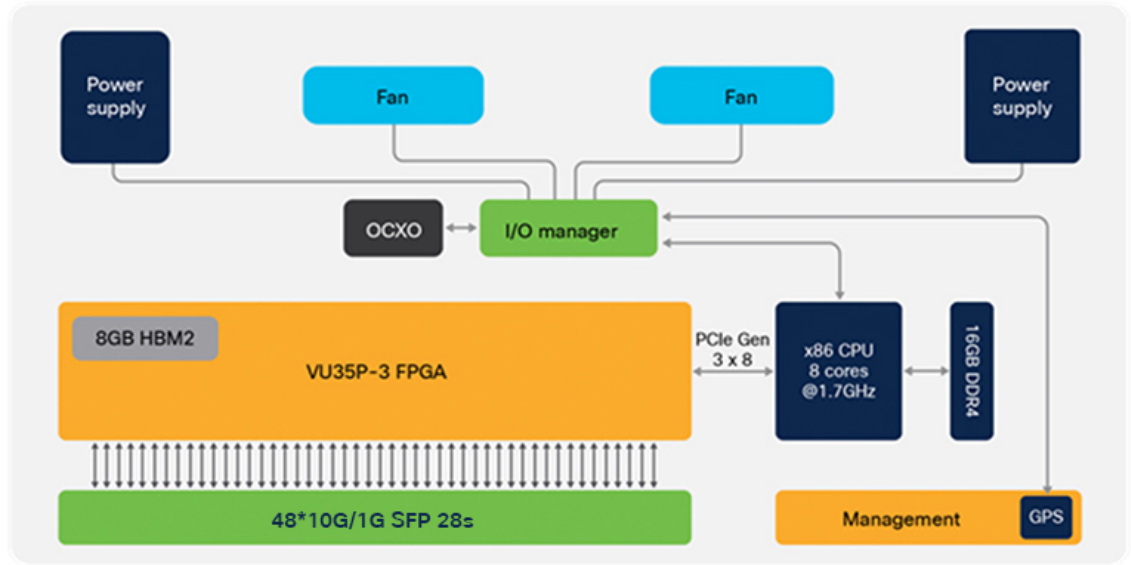 Power
supply
Fan
Fan
Power
supply
OCXO
I/O manager
8GB HBM2
VU35P-3 FPGA
PCIe Gen
3 x 8
x86 CPU
8 cores
@1.7GHz
16GB DDR4
48*10G/1G SFP 28s
Management
GPS